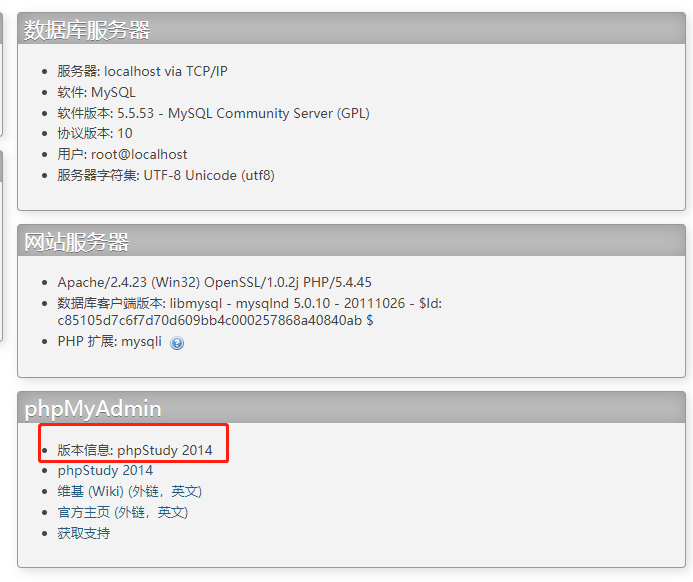 数据库服务器
服务器: localhost via TCP/IP
软件: MySQL
软件版本: 5.5.53 - MySQL Community Server (GPL)
协议版本: 10
用户: root@localhost
服务器字符集: UTF-8 Unicode (utf8)
网站服务器
Apache/2.4.23 (Win32) OpenSSL/1.0.2j PHP/5.4.45
数据库客户端版本: libmysql - mysqlnd 5.0.10 - 20111026 - $Id:
c85105d7c6f7d70d609bb4c000257868a40840ab $
PHP 扩展: mysqli
phpMyAdmin
版本信息: phpStudy 2014
phpStudy 2014
维基 (Wiki) (外链，英文)
官方主页 (外链，英文)
获取支持